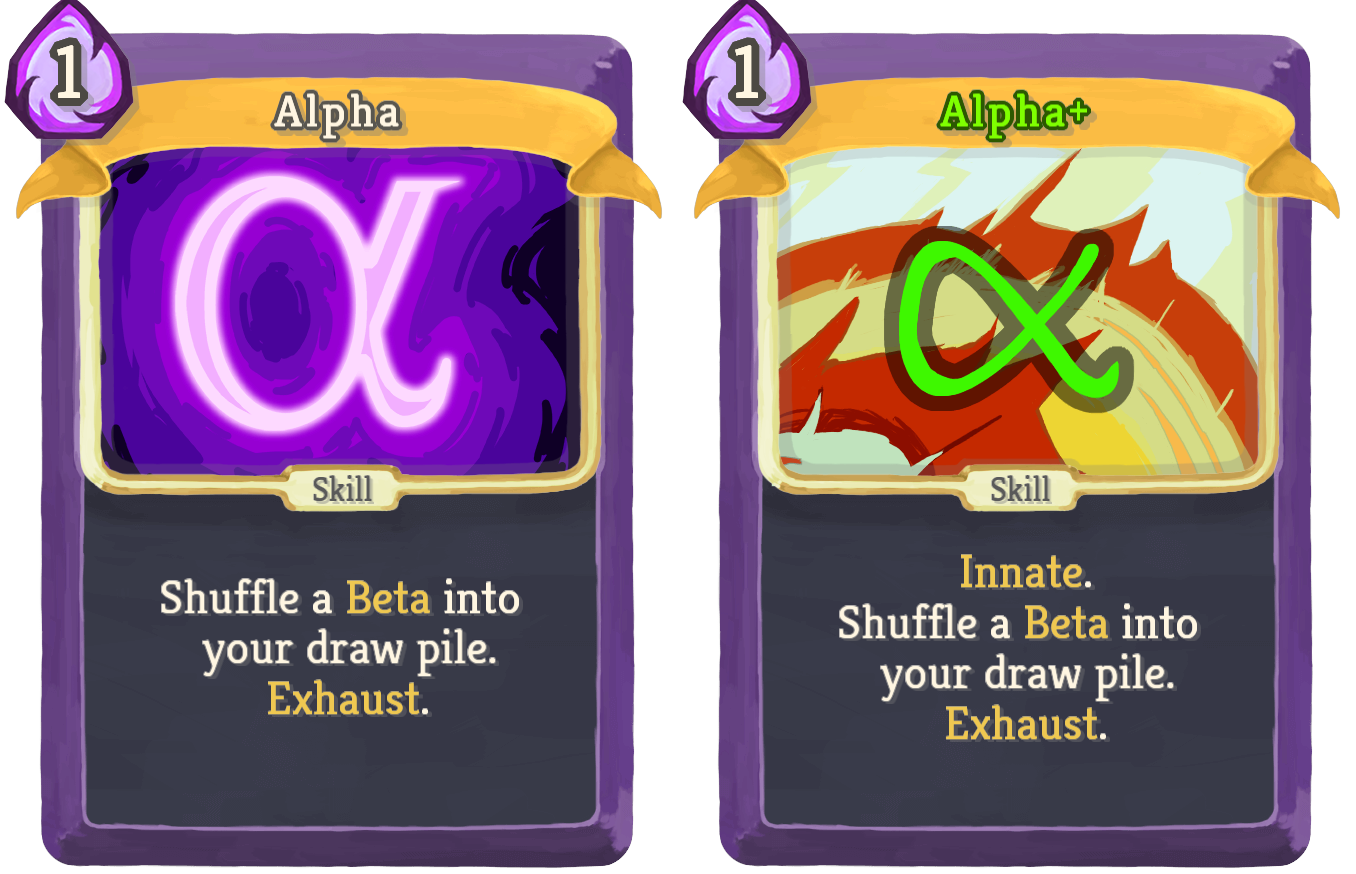 1
Alpha
α
Skill
Shuffle a Beta into
your draw pile.
Exhaust.
1
Alpha+
α
Skill
Innate.
Shuffle a Beta into
your draw pile.
Exhaust.